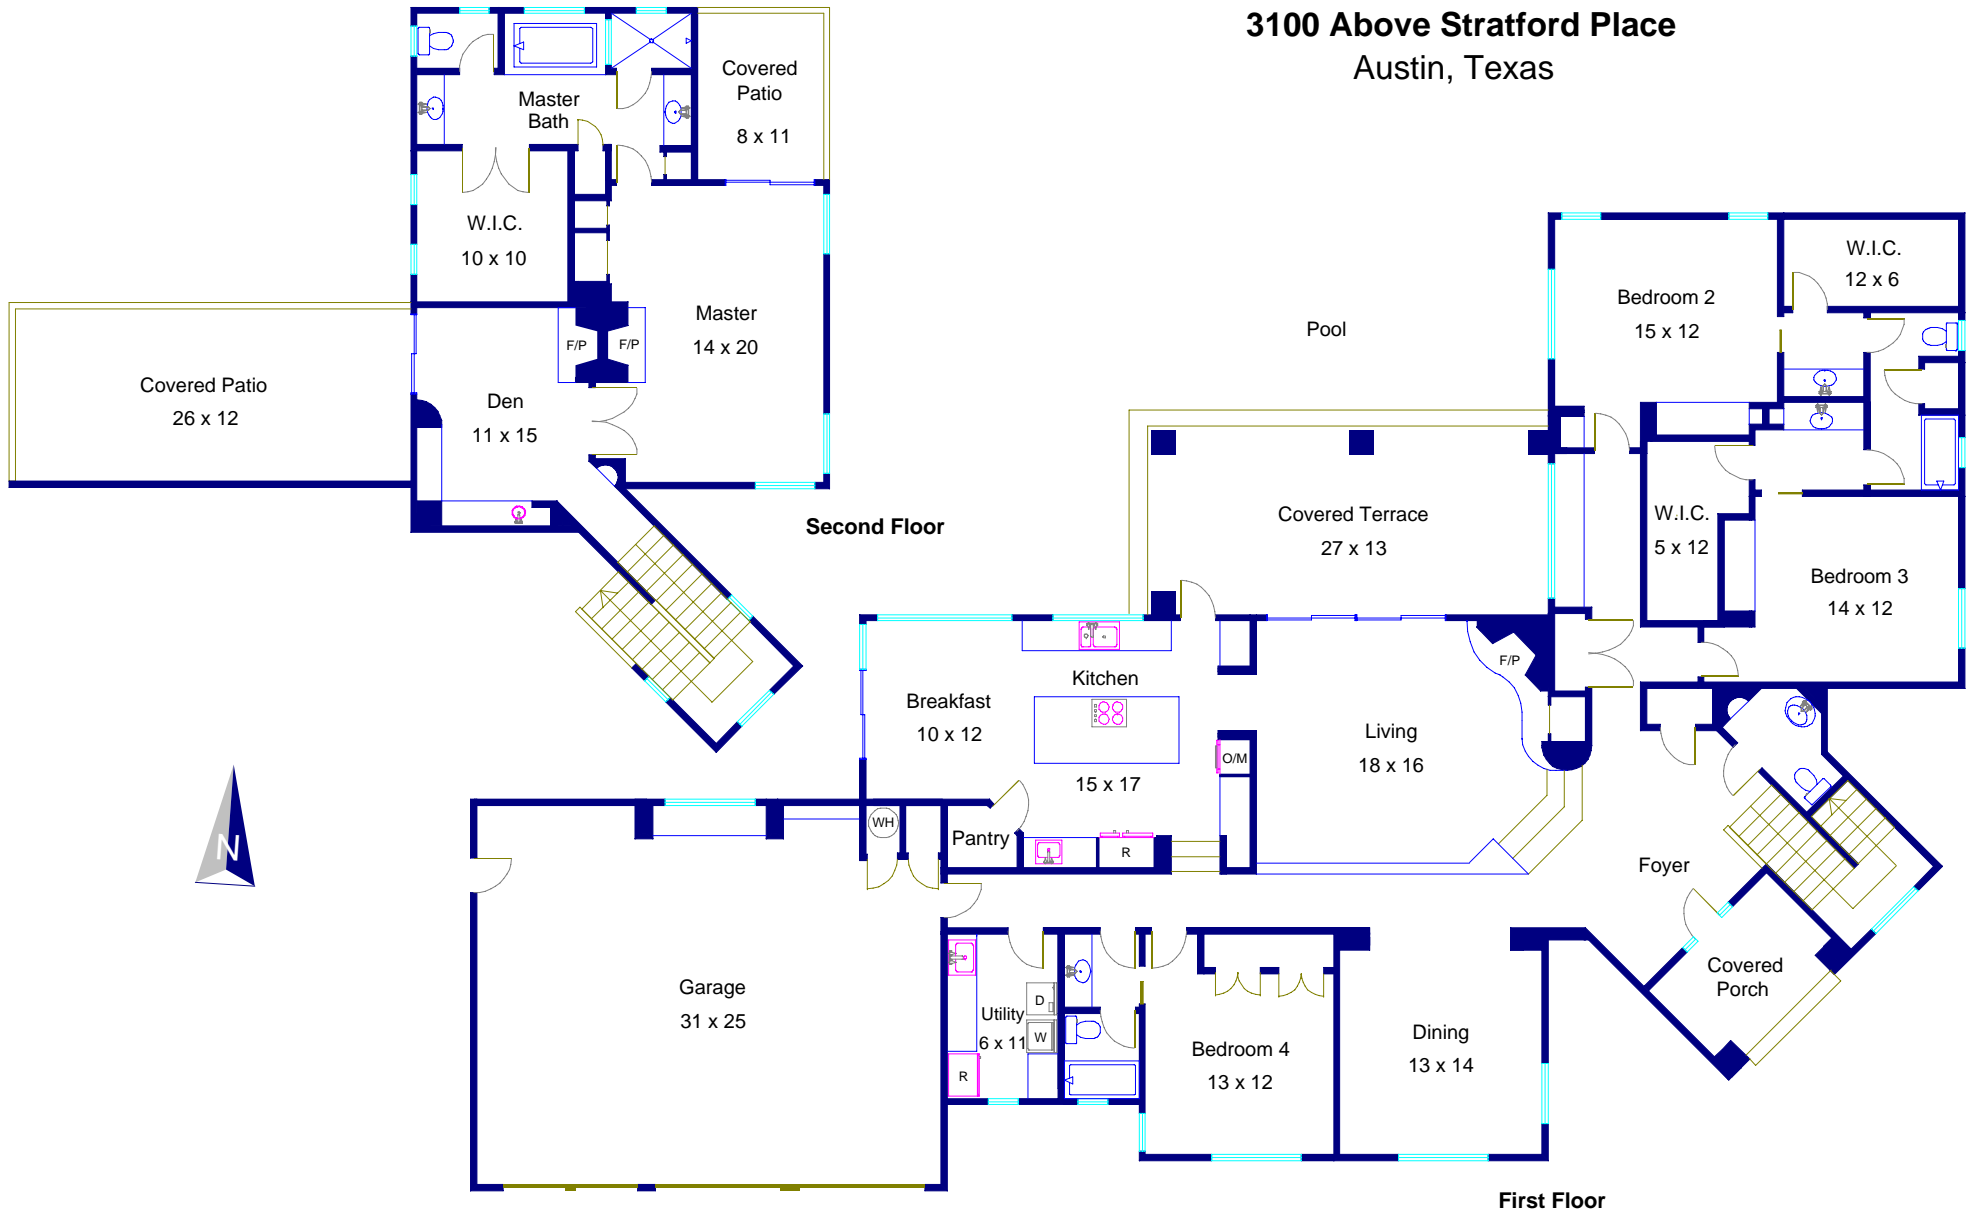 3100 Above Stratford Place
Austin, Texas
Covered
Patio
8 x 11
Master
Bath
W.I.C.
10 x 10
Master
14 x 20
F/P
F/P
Covered Patio
26 x 12
Den
11 x 15
Second Floor
Pool
Bedroom 2
15 x 12
W.I.C.
12 x 6
Covered Terrace
27 x 13
W.I.C.
5 x 12
Bedroom 3
14 x 12
F/P
Kitchen
Breakfast
10 x 12
15 x 17
O/M
Living
18 x 16
Pantry
R
WH
N
Foyer
Covered
Porch
Garage
31 x 25
Utility
6 x 11
D
W
R
Bedroom 4
13 x 12
Dining
13 x 14
First Floor